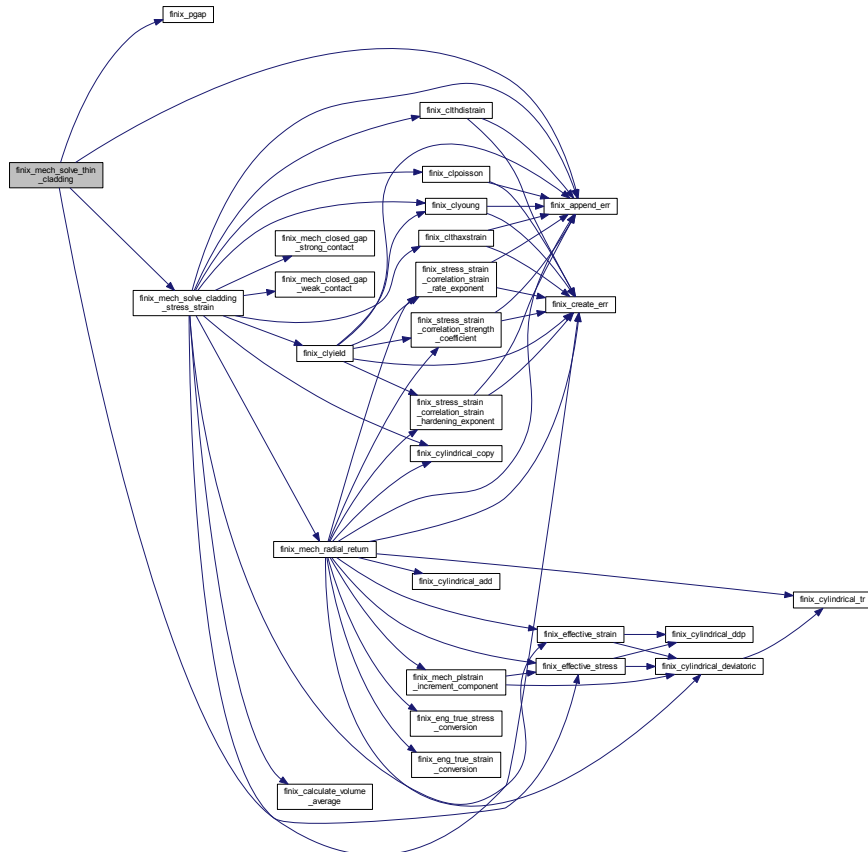 finix_pgap
finix_mech_solve_thin
_cladding
finix_clthdistrain
finix_clpoisson
finix_clyoung
finix_append_err
finix_clthaxstrain
finix_mech_closed_gap
_strong_contact
finix_stress_strain
_correlation_strain
_rate_exponent
finix_mech_closed_gap
_weak_contact
finix_mech_solve_cladding
_stress_strain
finix_create_err
finix_stress_strain
_correlation_strength
_coefficient
finix_clyield
finix_stress_strain
_correlation_strain
_hardening_exponent
finix_cylindrical_copy
finix_mech_radial_return
finix_cylindrical_add
finix_cylindrical_tr
finix_effective_strain
finix_cylindrical_ddp
finix_effective_stress
finix_cylindrical_deviatoric
finix_mech_plstrain
_increment_component
finix_eng_true_stress
_conversion
finix_eng_true_strain
_conversion
finix_calculate_volume
_average